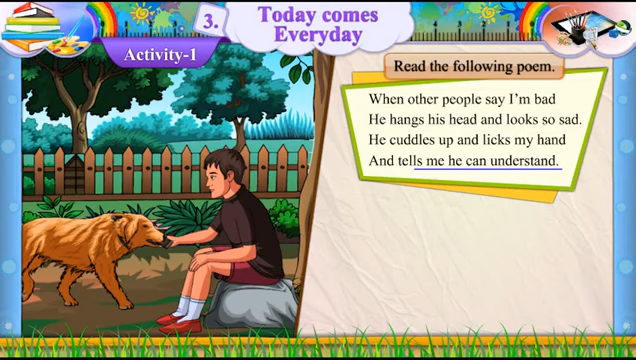 3.
Today comes
Everyday
Activity-1
Read the following poem.
When other people say I'm bad
He hangs his head and looks so sad.
He cuddles up and licks my hand
And tells me he can understand.